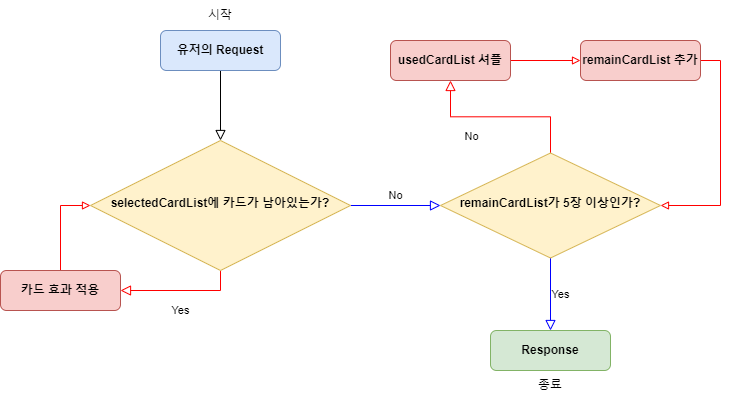 시작
유저의 Request
usedCardList 셔플
remainCardList 추가
No
selectedCardList에 카드가 남아있는가?
No
remainCardList가 5장 이상인가?
카드 효과 적용
Yes
Yes
Response
종료